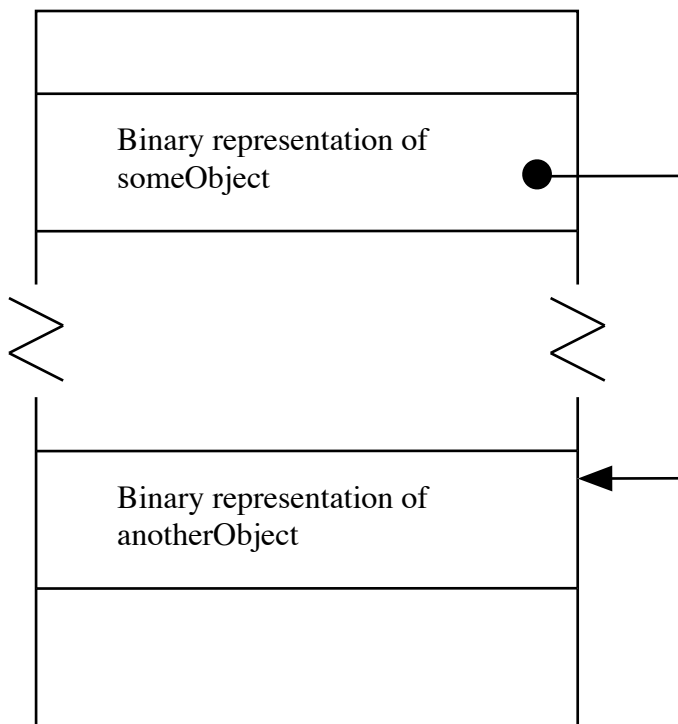 Binary representation of
someObject
Binary representation of
anotherObject